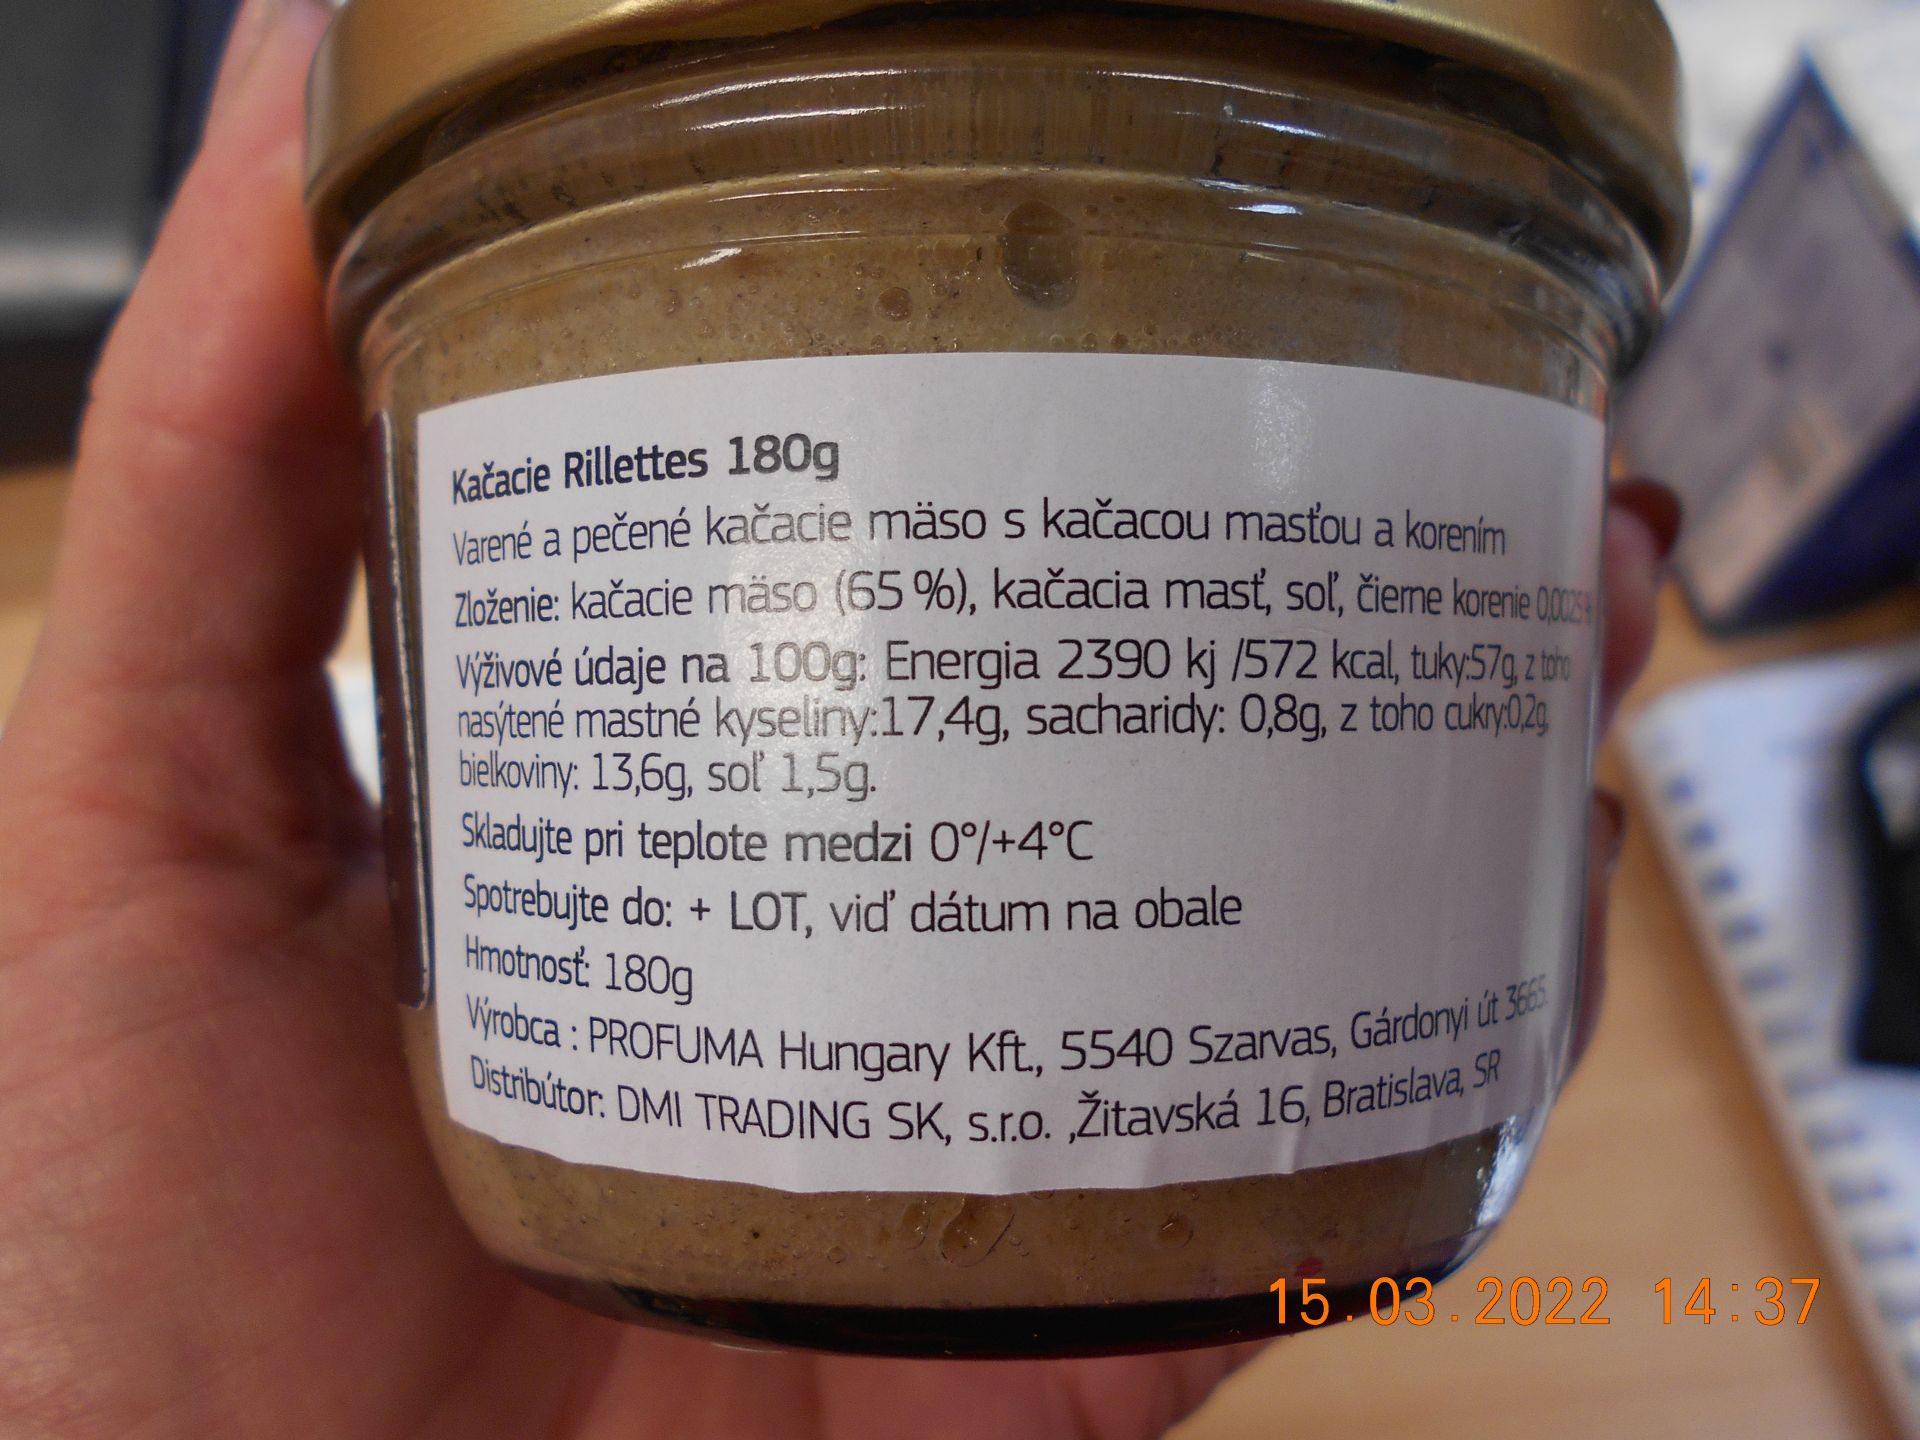 Kačacie Rillettes 180g
Varené a pečené kačacie mäso s kačacou masťou a korením
Zloženie: kačacie mäso (65 %), kačacia masť, soľ, čierne korenie 0,0025%
Výživové údaje na 100g: Energia 2390 kj /572 kcal, tuky:57g, z toho
nasýtené mastné kyseliny:17,4g, sacharidy: 0,8g, z toho cukry:0,2g,
bielkoviny: 13,6g, soľ 1,5g.
Skladujte pri teplote medzi 0°/+4°C
Spotrebujte do: + LOT, viď dátum na obale
Hmotnosť: 180g
Výrobca : PROFUMA Hungary Kft., 5540 Szarvas, Gárdonyi út 3665.
Distribútor: DMI TRADING SK, s.r.o. ,Žitavská 16, Bratislava, SR
15.03.2022 14:37